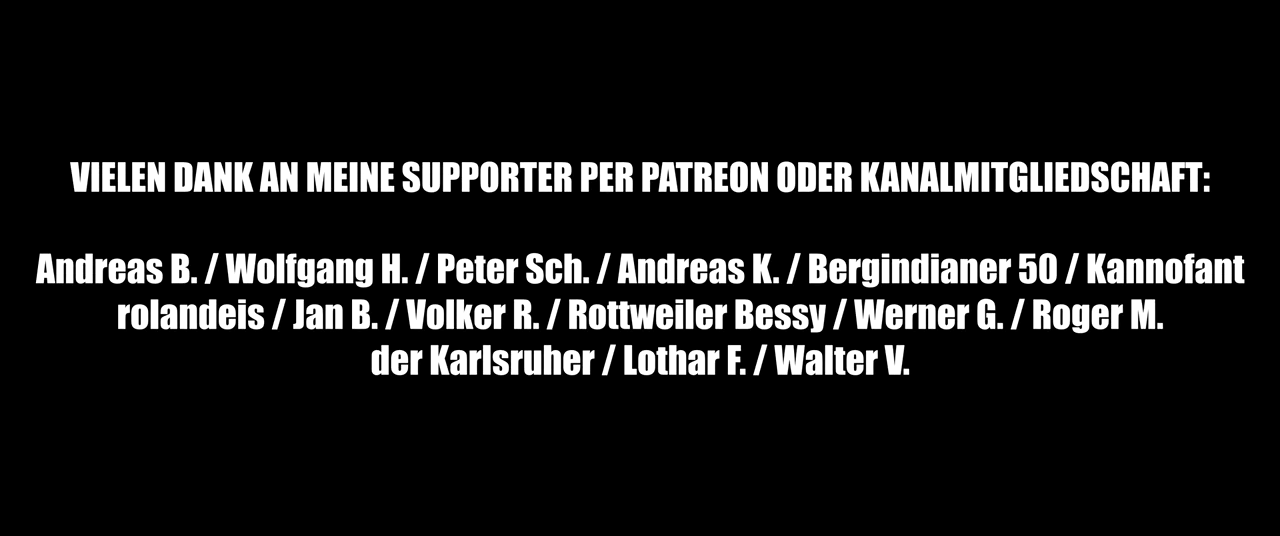 VIELEN DANK AN MEINE SUPPORTER PER PATREON ODER KANALMITGLIEDSCHAFT:
Andreas B. / Wolfgang H. / Peter Sch. / Andreas K. / Bergindianer 50 / Kannofant
rolandeis / Jan B. / Volker R. / Rottweiler Bessy / Werner G. / Roger M.
der Karlsruher / Lothar F. / Walter V.